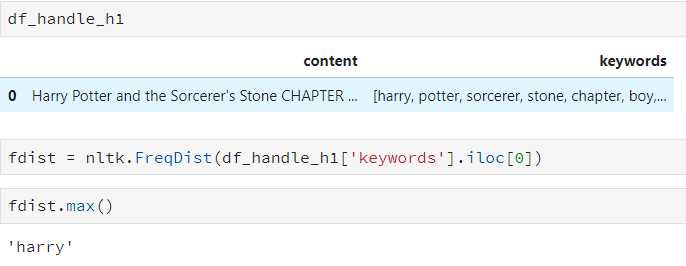 df_handle_h1
content keywords
0 Harry Potter and the Sorcerer's Stone CHAPTER ... [harry, potter, sorcerer, stone, chapter, boy,...
fdist = nltk.FreqDist(df_handle_h1['keywords'].iloc[0])
fdist.max()
'harry'